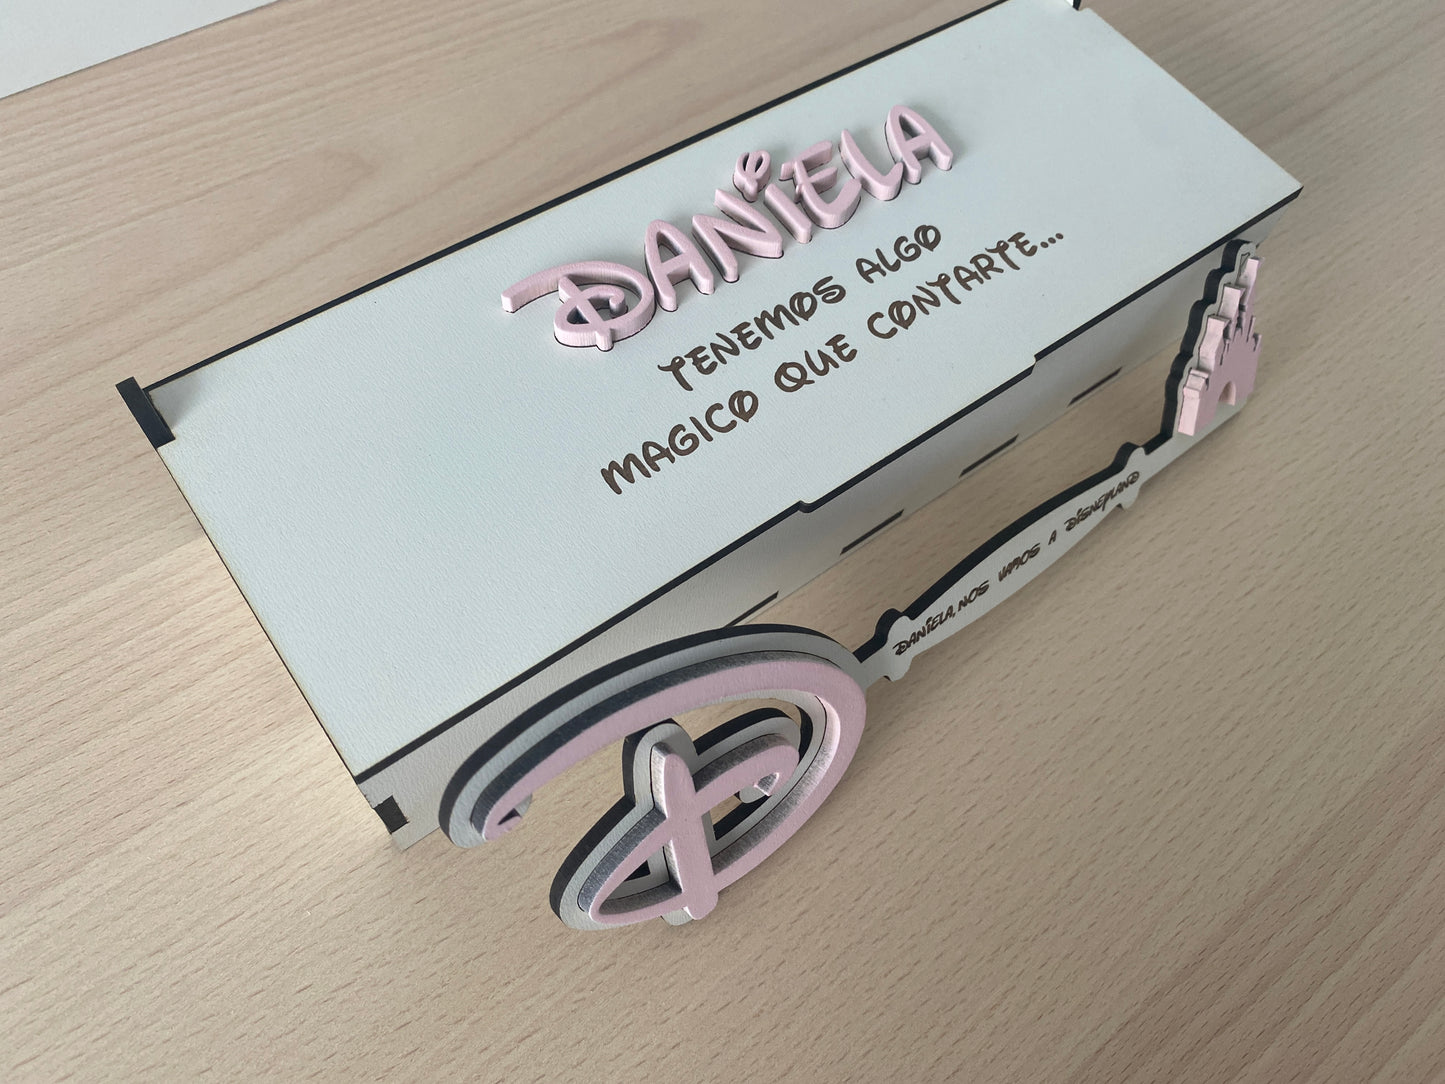 DANiELA
TENEMOS ALGO
MAGICO QUE CONTARTE...
DANiELA, NOS VAMOS A DiSNEYLAND
D